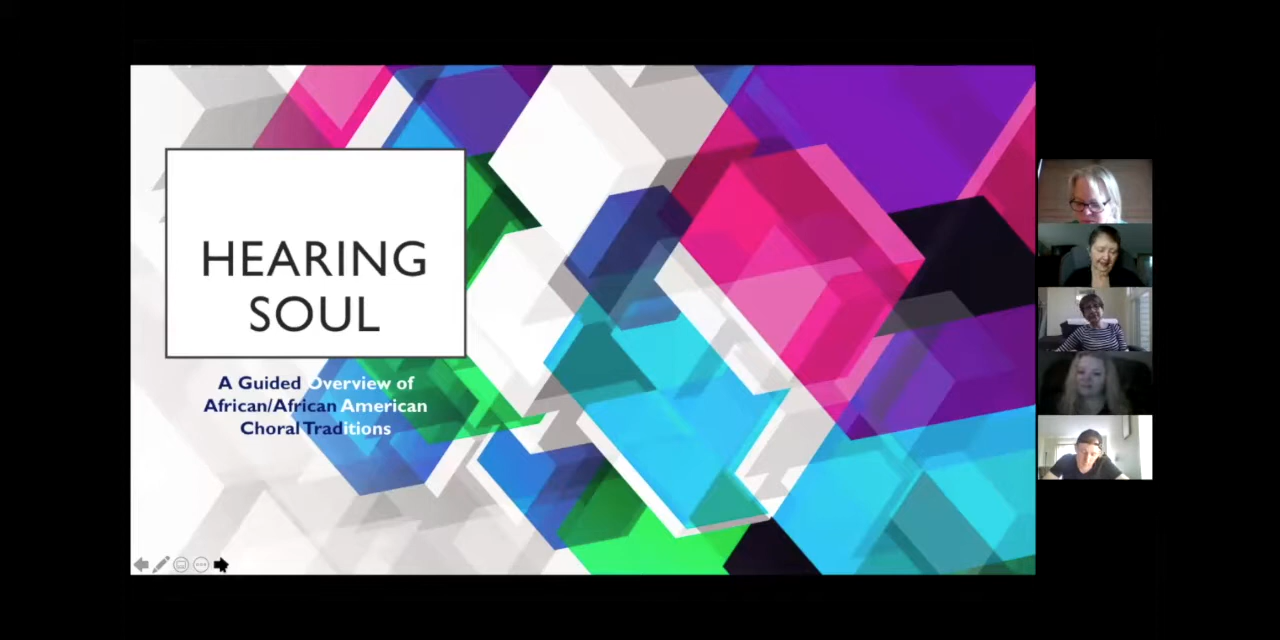 HEARING
SOUL
A Guided Overview of
African/African American
Choral Traditions